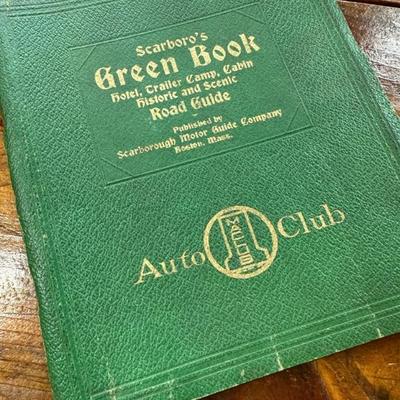 Scarboro's
Green Book
Hotel, Trailer Camp, Cabin
Historic and Scenic
Road Guide
Published by
Scarborough Motor Guide Company
Boston, Mass.
Auto Club